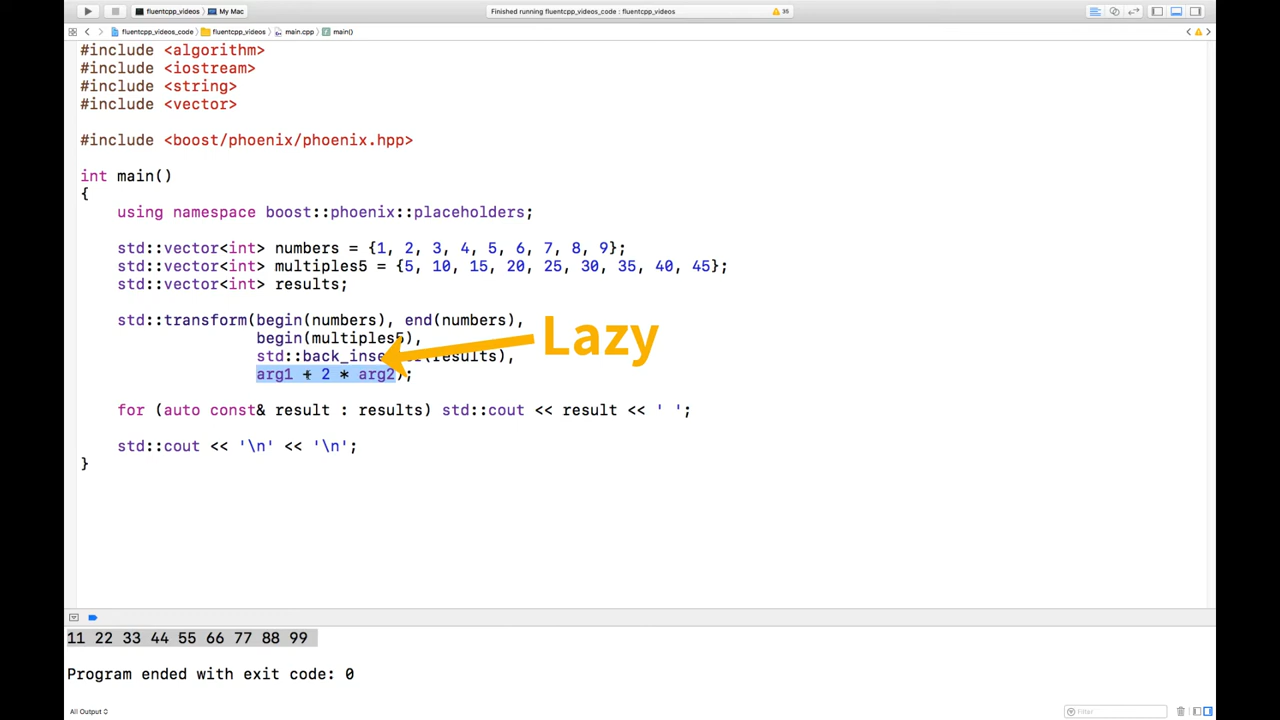 fluentcpp_videos_code My Mac
Finished running fluentcpp_videos_code : fluentcpp_videos
36
fluentcpp_videos_code fluentcpp_videos main.cpp main()
#include <algorithm>
#include <iostream>
#include <string>
#include <vector>
#include <boost/phoenix/phoenix.hpp>
int main()
{
using namespace boost::phoenix::placeholders;
std::vector<int> numbers = {1, 2, 3, 4, 5, 6, 7, 8, 9};
std::vector<int> multiples5 = {5, 10, 15, 20, 25, 30, 35, 40, 45};
std::vector<int> results;
std::transform(begin(numbers), end(numbers),
begin(multiples5),
Lazy
(results),
arg1 + 2 * arg2);
for (auto const& result : results) std::cout << result << ' ';
std::cout << '\n' << '\n';
}
11 22 33 44 55 66 77 88 99
Program ended with exit code: 0
All Output
Filter